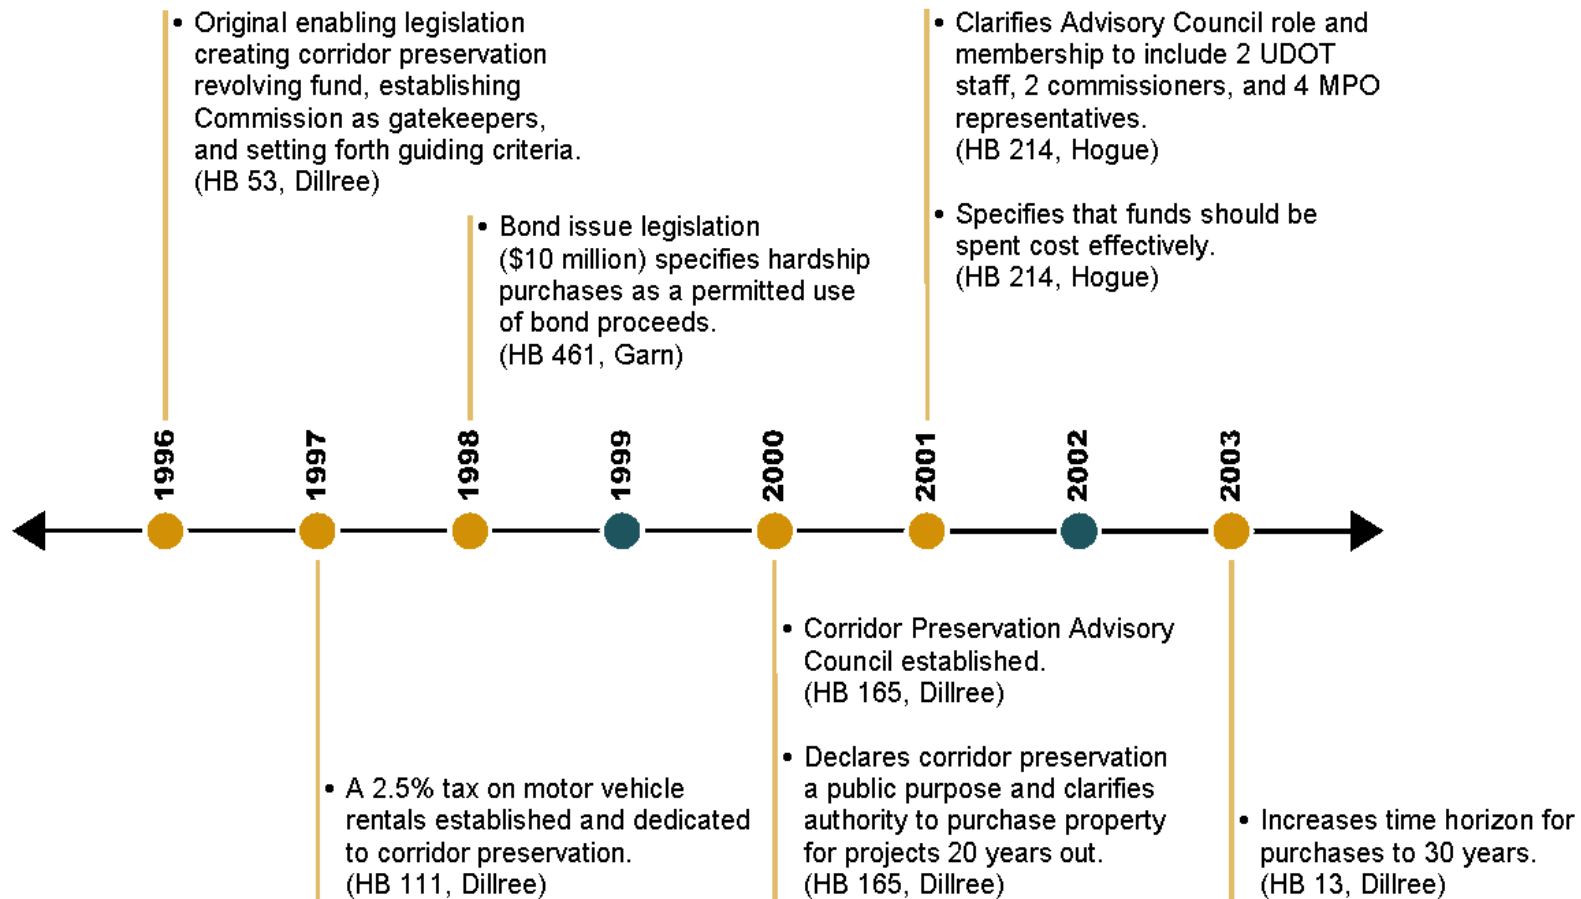 • Original enabling legislation
creating corridor preservation
revolving fund, establishing
Commission as gatekeepers,
and setting forth guiding criteria.
(HB 53, Dillree)
• Bond issue legislation
($10 million) specifies hardship
purchases as a permitted use
of bond proceeds.
(HB 461, Garn)
• Clarifies Advisory Council role and
membership to include 2 UDOT
staff, 2 commissioners, and 4 MPO
representatives.
(HB 214, Hogue)
• Specifies that funds should be
spent cost effectively.
(HB 214, Hogue)
1996
1997
1998
1999
2000
2001
2002
2003
• A 2.5% tax on motor vehicle
rentals established and dedicated
to corridor preservation.
(HB 111, Dillree)
• Corridor Preservation Advisory
Council established.
(HB 165, Dillree)
• Declares corridor preservation
a public purpose and clarifies
authority to purchase property
for projects 20 years out.
(HB 165, Dillree)
• Increases time horizon for
purchases to 30 years.
(HB 13, Dillree)